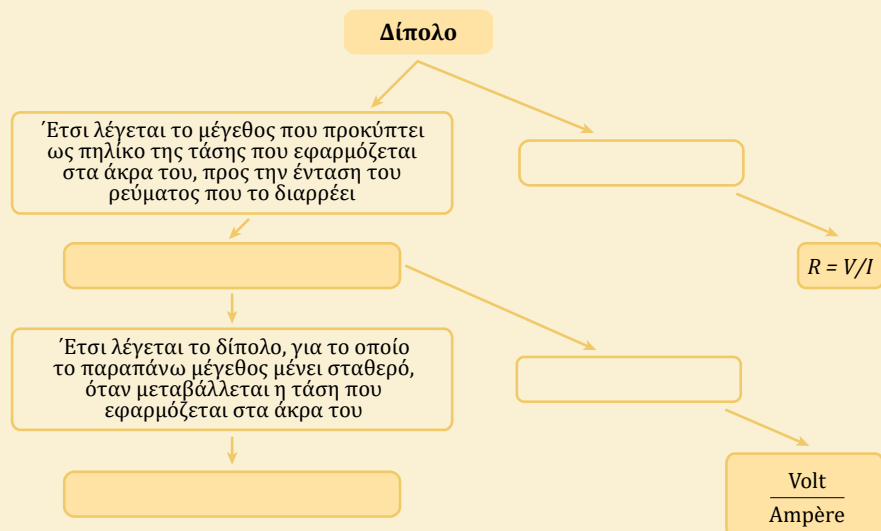 Δίπολο
Έτσι λέγεται το μέγεθος που προκύπτει
ως πηλίκο της τάσης που εφαρμόζεται
στα άκρα του, προς την ένταση του
ρεύματος που το διαρρέει
R = V/I
Έτσι λέγεται το δίπολο, για το οποίο
το παραπάνω μέγεθος μένει σταθερό,
όταν μεταβάλλεται η τάση που
εφαρμόζεται στα άκρα του
Volt
Ampère